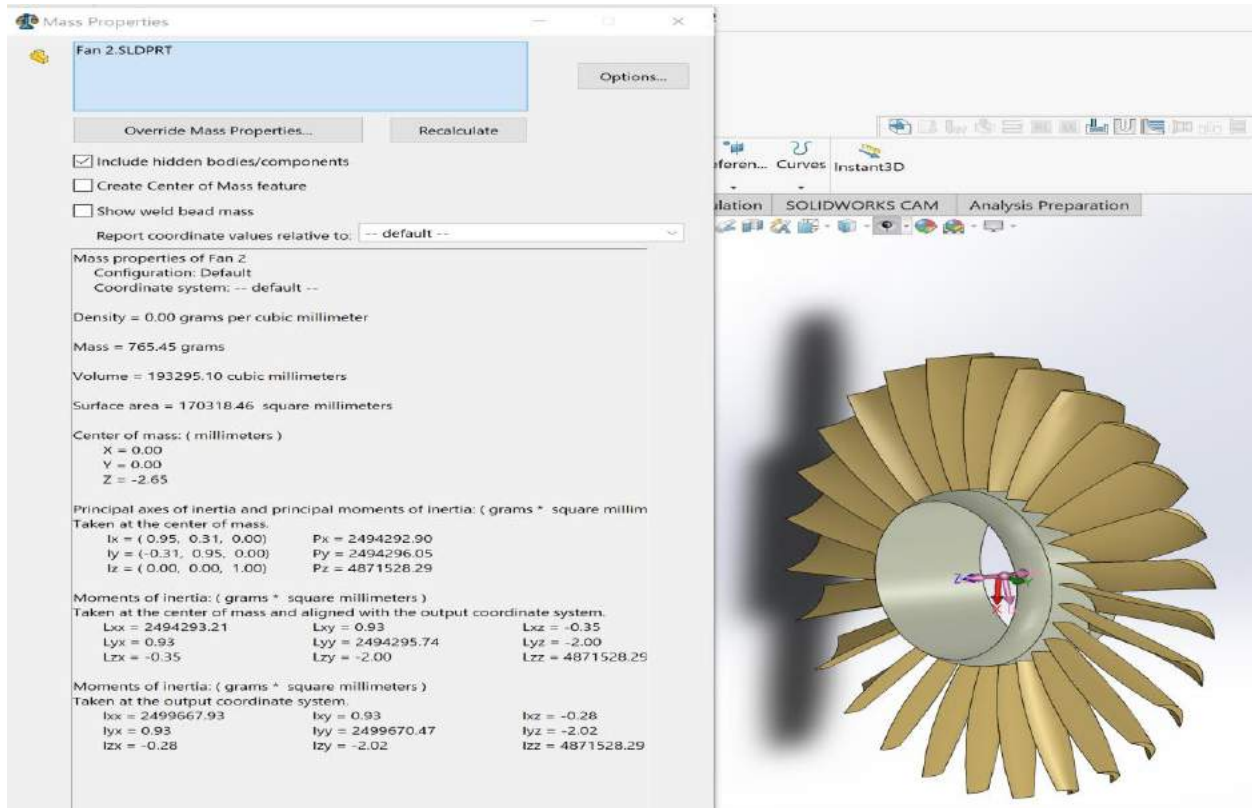 Mass Properties
Fan 2.SLDPRT
Options...
Override Mass Properties...
Recalculate
Include hidden bodies/components
Create Center of Mass feature
Show weld bead mass
Report coordinate values relative to: -- default --
Mass properties of Fan 2
Configuration: Default
Coordinate system: -- default --
Density = 0.00 grams per cubic millimeter
Mass = 765.45 grams
Volume = 193295.10 cubic millimeters
Surface area = 170318.46 square millimeters
Center of mass: ( millimeters )
X = 0.00
Y = 0.00
Z = -2.65
Principal axes of inertia and principal moments of inertia: ( grams * square millim
Taken at the center of mass.
Ix = ( 0.95, 0.31, 0.00) Px = 2494292.90
Iy = (-0.31, 0.95, 0.00) Py = 2494296.05
Iz = ( 0.00, 0.00, 1.00) Pz = 4871528.29
Moments of inertia: ( grams * square millimeters )
Taken at the center of mass and aligned with the output coordinate system.
Lxx = 2494293.21 Lxy = 0.93 Lxz = -0.35
Lyx = 0.93 Lyy = 2494295.74 Lyz = -2.00
Lzx = -0.35 Lzy = -2.00 Lzz = 4871528.29
Moments of inertia: ( grams * square millimeters )
Taken at the output coordinate system.
Ixx = 2499667.93 Ixy = 0.93 Ixz = -0.28
Iyx = 0.93 Iyy = 2499670.47 Iyz = -2.02
Izx = -0.28 Izy = -2.02 Izz = 4871528.29
feren... Curves Instant3D
lation SOLIDWORKS CAM Analysis Preparation
Z